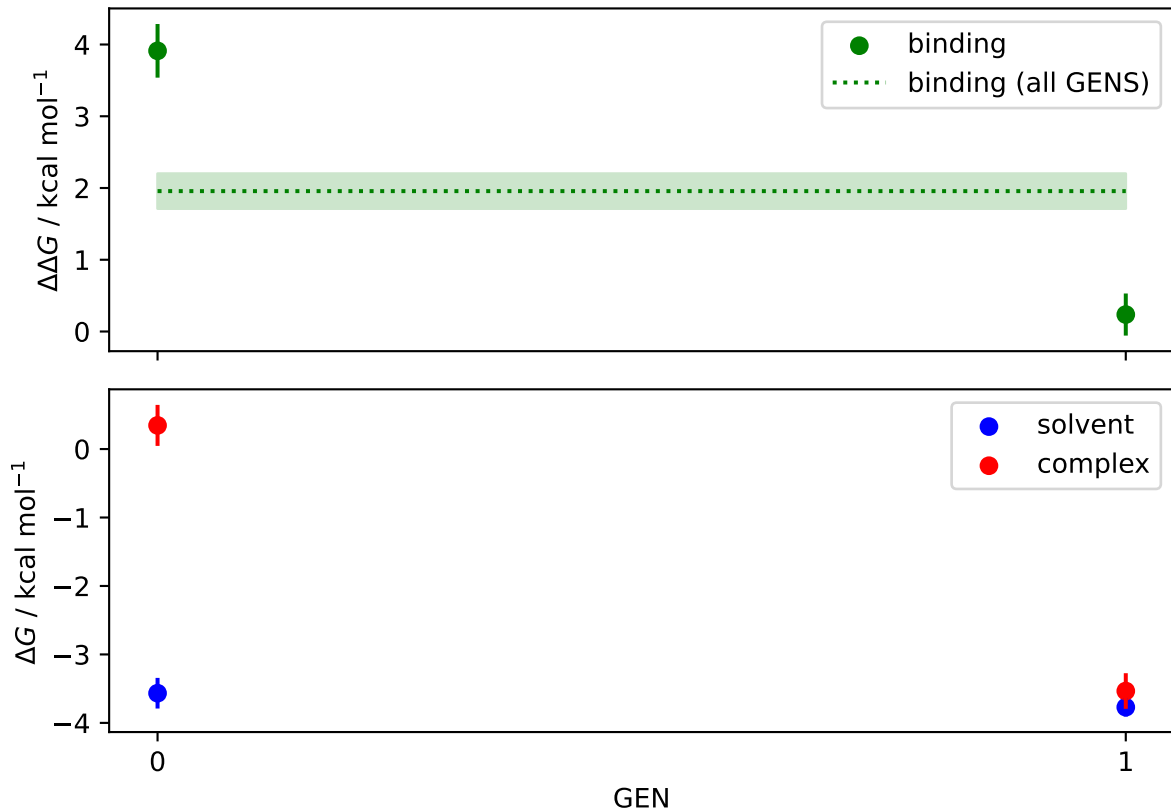 ΔΔG / kcal mol⁻¹
4
3
2
1
0
binding
binding (all GENS)
ΔG / kcal mol⁻¹
0
−1
−2
−3
−4
solvent
complex
0 1
GEN